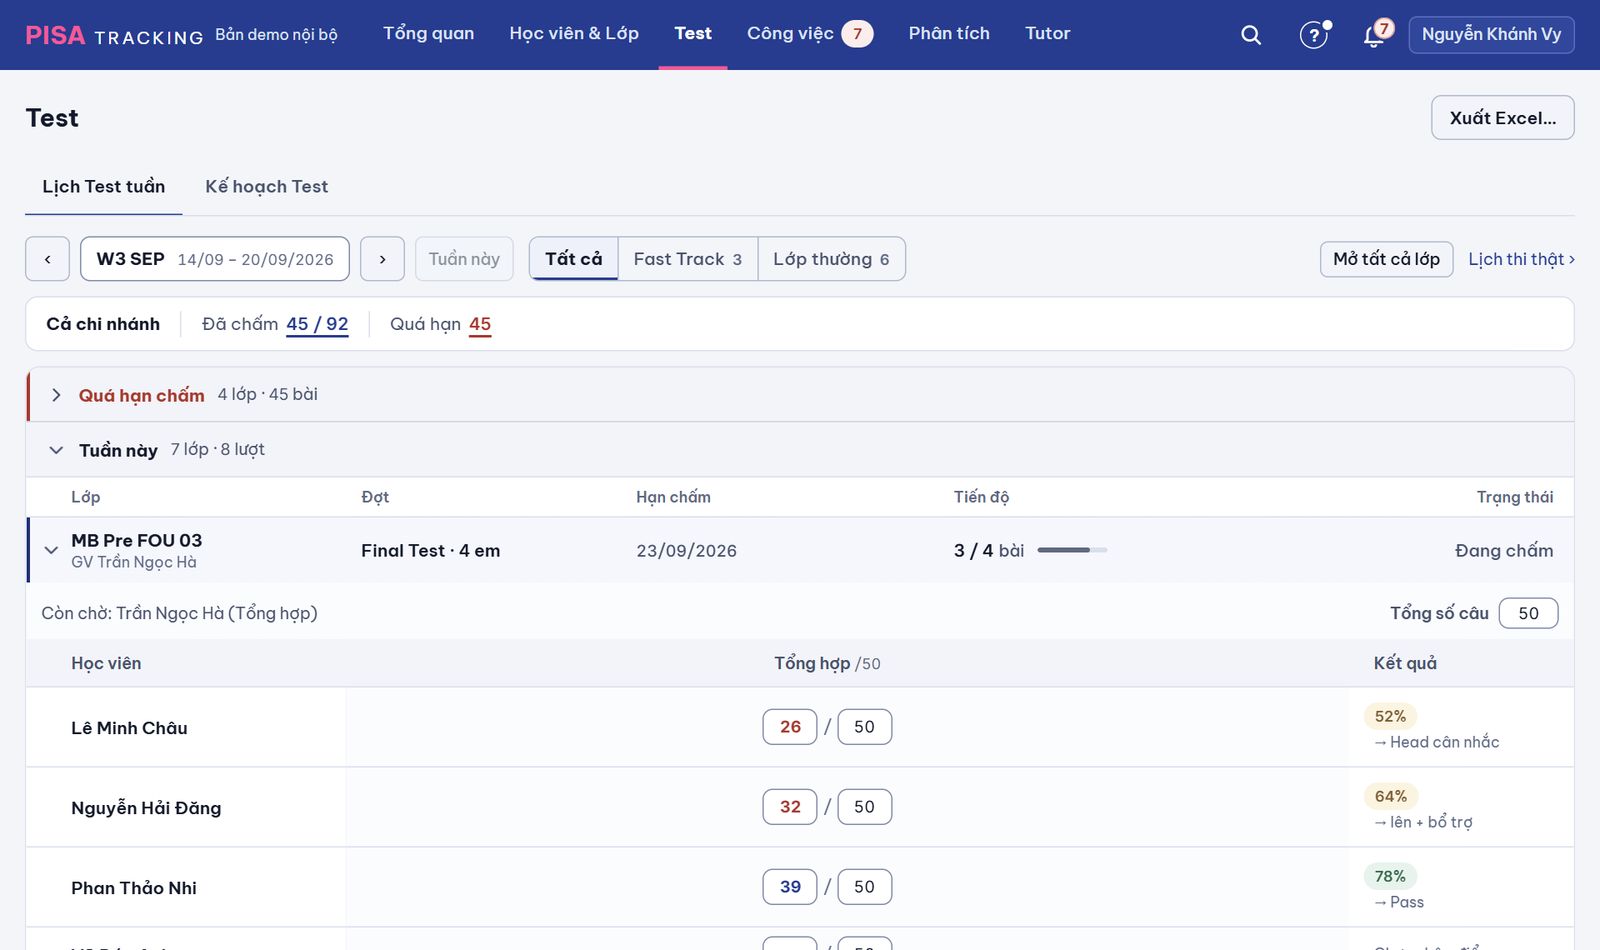 PISA TRACKING Bản demo nội bộ Tổng quan Học viên & Lớp Test Công việc 7 Phân tích Tutor ? 7 Nguyễn Khánh Vy
Test Xuất Excel...
Lịch Test tuần Kế hoạch Test
‹ W3 SEP 14/09 – 20/09/2026 › Tuần này Tất cả Fast Track 3 Lớp thường 6 Mở tất cả lớp Lịch thi thật ›
Cả chi nhánh Đã chấm 45 / 92 Quá hạn 45
Quá hạn chấm 4 lớp · 45 bài
Tuần này 7 lớp · 8 lượt
Lớp Đợt Hạn chấm Tiến độ Trạng thái
MB Pre FOU 03 Final Test · 4 em 23/09/2026 3 / 4 bài Đang chấm
GV Trần Ngọc Hà
Còn chờ: Trần Ngọc Hà (Tổng hợp) Tổng số câu 50
Học viên Tổng hợp /50 Kết quả
Lê Minh Châu 26 / 50 52%
→ Head cân nhắc
Nguyễn Hải Đăng 32 / 50 64%
→ lên + bổ trợ
Phan Thảo Nhi 39 / 50 78%
→ Pass